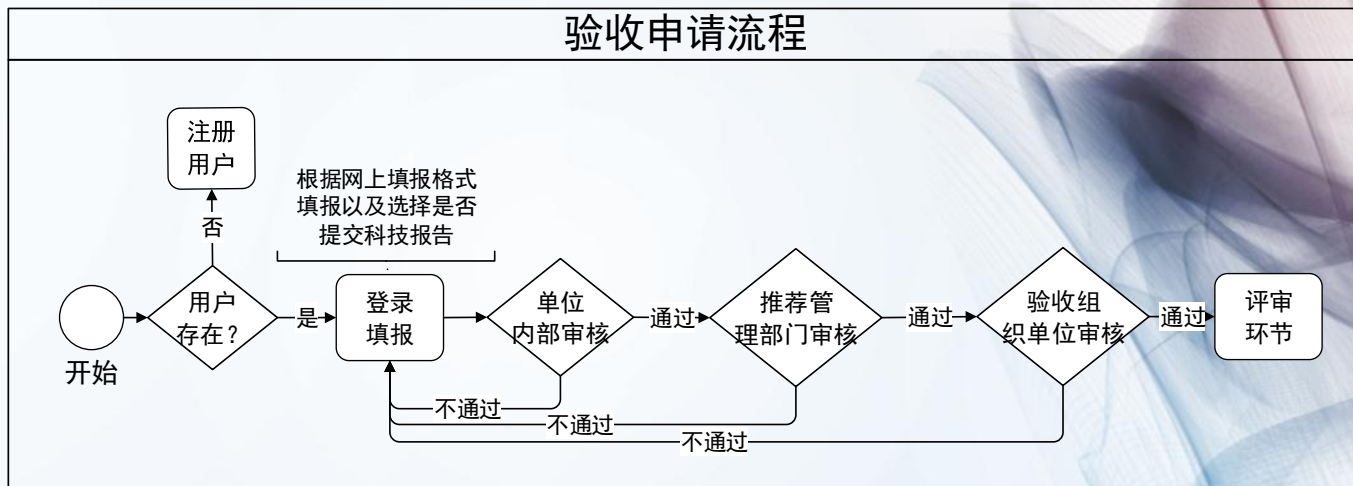 验收申请流程
注册
用户
否
根据网上填报格式
填报以及选择是否
提交科技报告
开始
用户
存在？
是
登录
填报
单位
内部审核
通过
推荐管
理部门审核
通过
验收组
织单位审核
通过
评审
环节
不通过
不通过
不通过